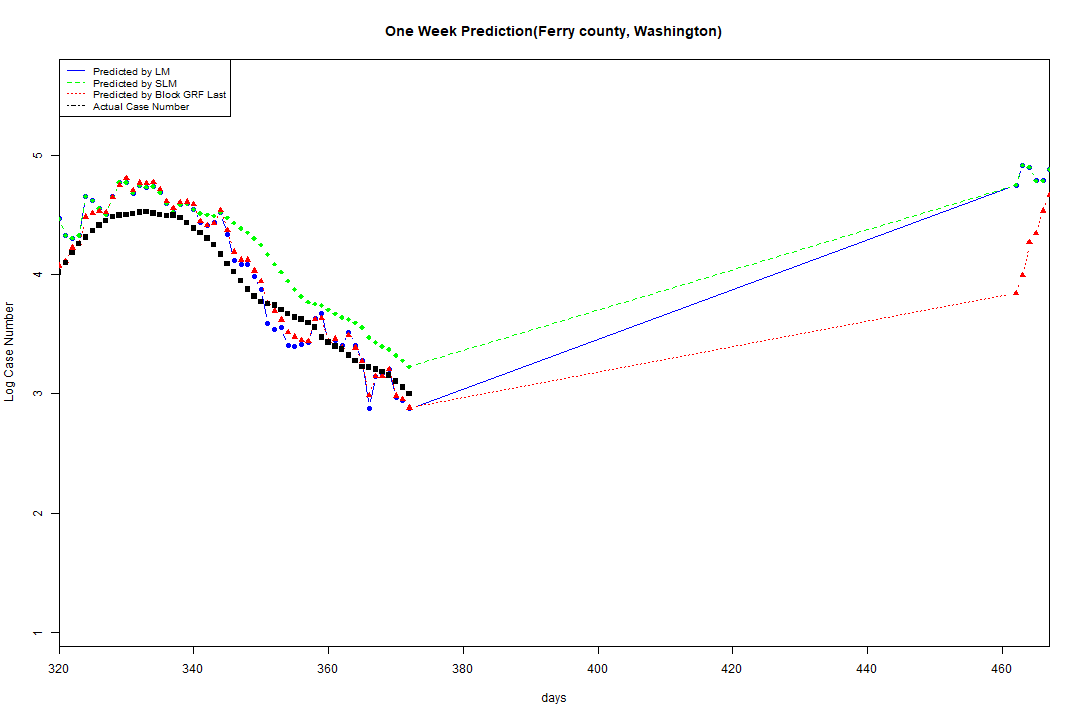 One Week Prediction(Ferry county, Washington)
Predicted by LM
Predicted by SLM
Predicted by Block GRF Last
Actual Case Number
5
4
3
2
1
Log Case Number
320 340 360 380 400 420 440 460
days